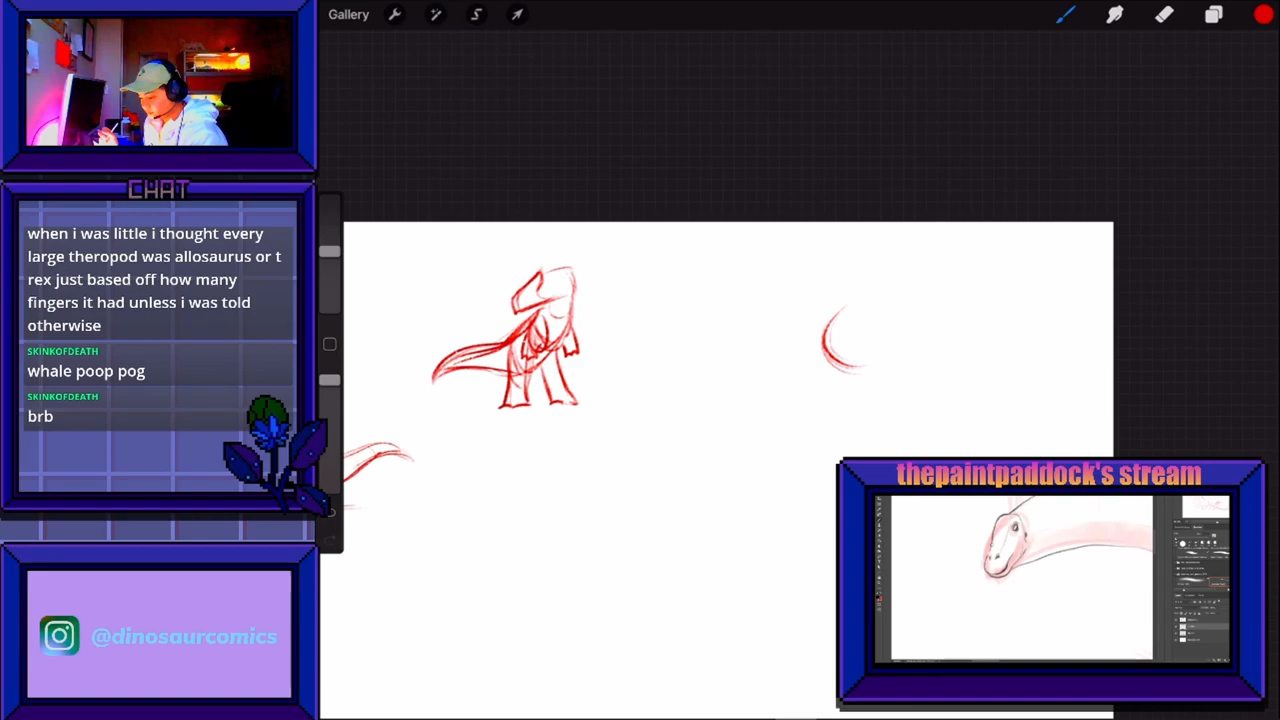 Gallery
CHAT
when i was little i thought every
large theropod was allosaurus or t
rex just based off how many
fingers it had unless i was told
otherwise
SKINKOFDEATH
whale poop pog
SKINKOFDEATH
brb
thepaintpaddock's stream
@dinosaurcomics